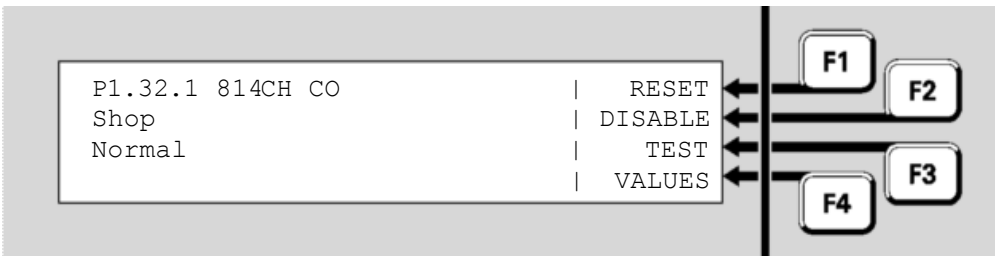 P1.32.1 814CH CO | RESET
Shop | DISABLE
Normal | TEST
| VALUES
F1
F2
F3
F4